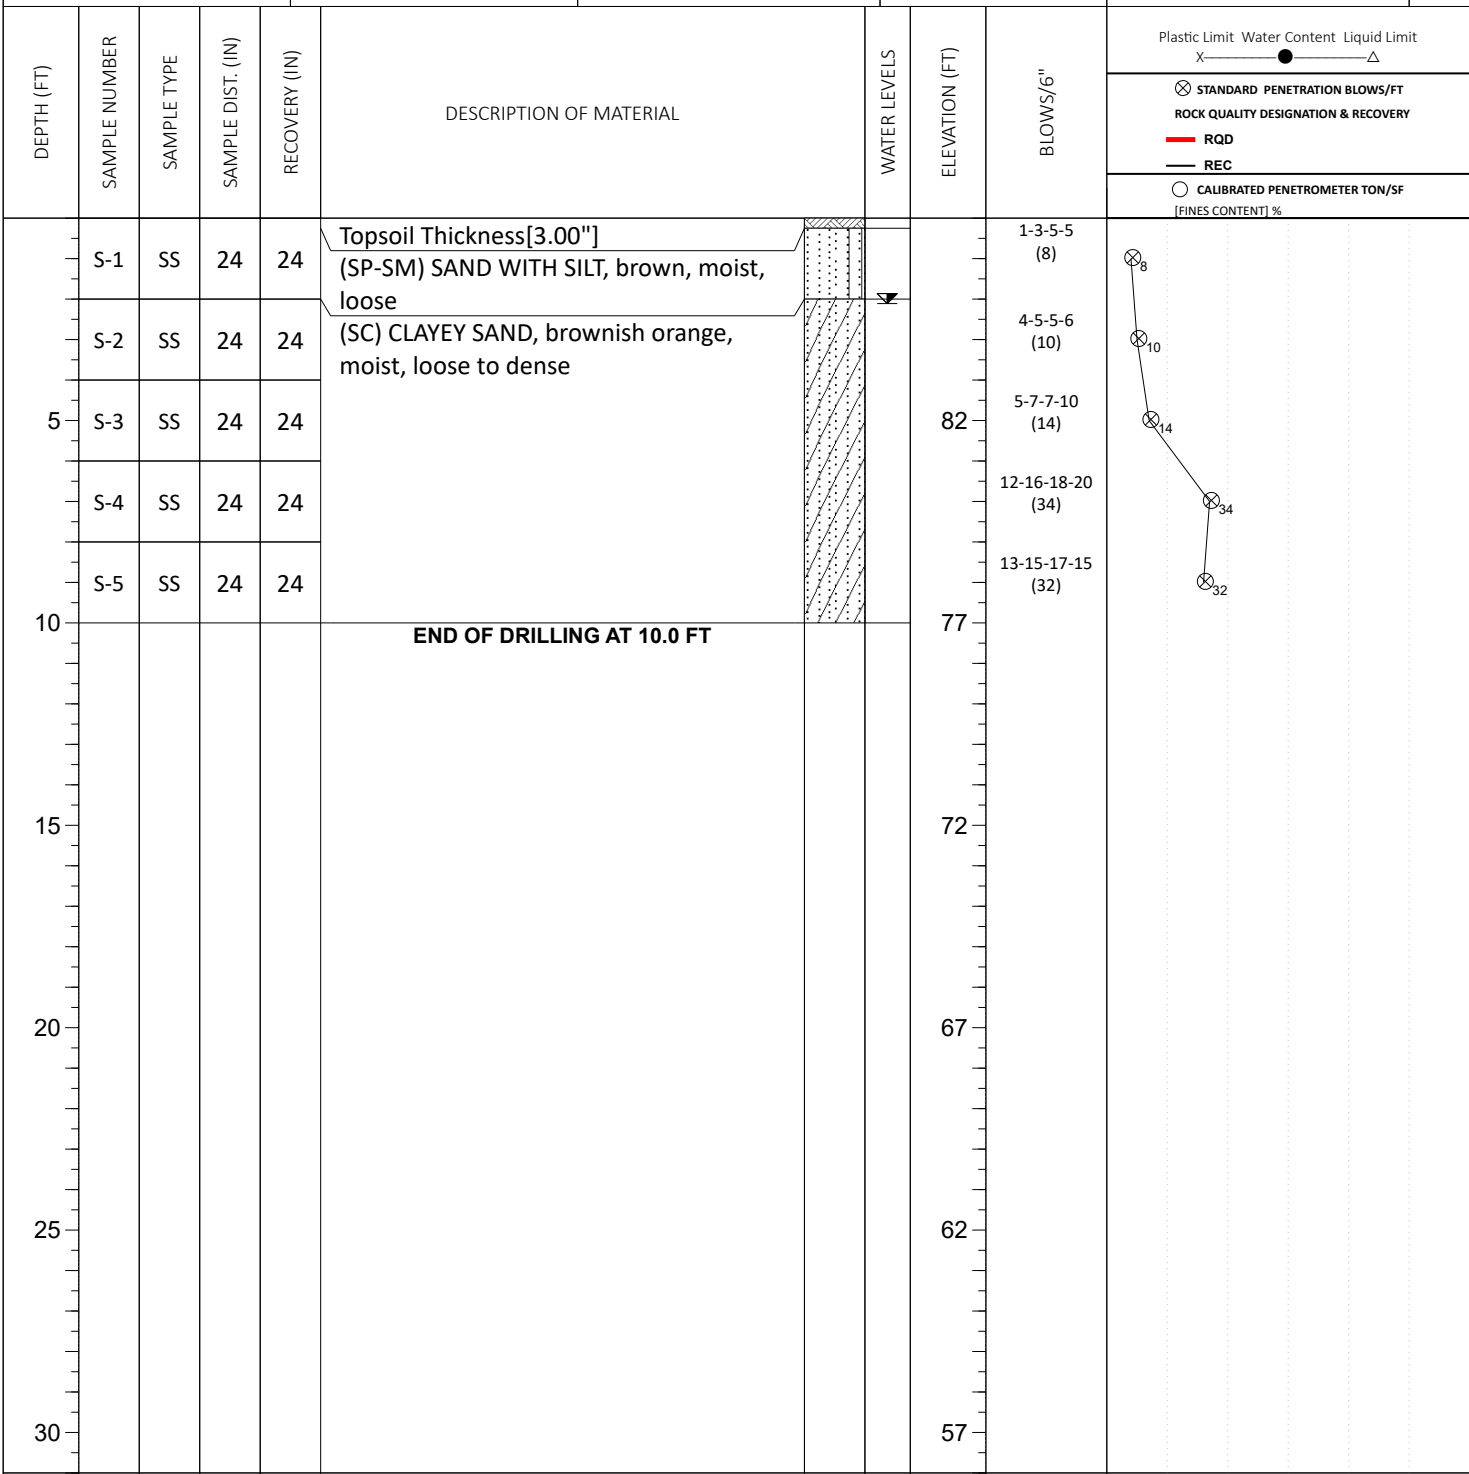 DEPTH (FT)
SAMPLE NUMBER
SAMPLE TYPE
SAMPLE DIST. (IN)
RECOVERY (IN)
DESCRIPTION OF MATERIAL
WATER LEVELS
ELEVATION (FT)
BLOWS/6"
Plastic Limit Water Content Liquid Limit
X
STANDARD PENETRATION BLOWS/FT
ROCK QUALITY DESIGNATION & RECOVERY
RQD
REC
CALIBRATED PENETROMETER TON/SF
[FINES CONTENT] %
Topsoil Thickness[3.00"]
S-1 SS 24 24
(SP-SM) SAND WITH SILT, brown, moist,
loose
1-3-5-5
(8)
8
S-2 SS 24 24
(SC) CLAYEY SAND, brownish orange,
moist, loose to dense
4-5-5-6
(10)
10
5
S-3 SS 24 24
82
5-7-7-10
(14)
14
S-4 SS 24 24
12-16-18-20
(34)
34
S-5 SS 24 24
13-15-17-15
(32)
32
10
END OF DRILLING AT 10.0 FT
77
15
72
20
67
25
62
30
57